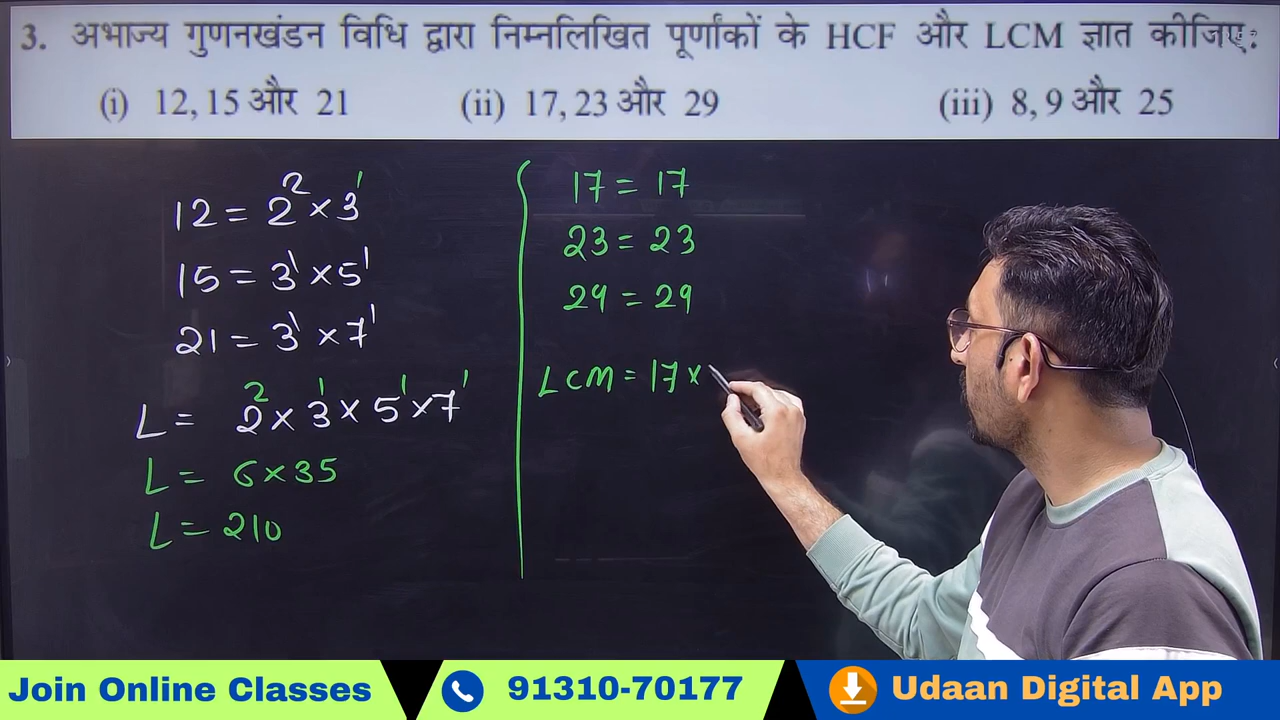 3. अभाज्य गुणनखंडन विधि द्वारा निम्नलिखित पूर्णांकों के HCF और LCM ज्ञात कीजिए:
(i) 12, 15 और 21 (ii) 17, 23 और 29 (iii) 8, 9 और 25
12 = 2² × 3¹
15 = 3¹ × 5¹
21 = 3¹ × 7¹
L = 2² × 3¹ × 5¹ × 7¹
L = 6 × 35
L = 210
17 = 17
23 = 23
29 = 29
LCM = 17 ×
Join Online Classes
91310-70177
Udaan Digital App